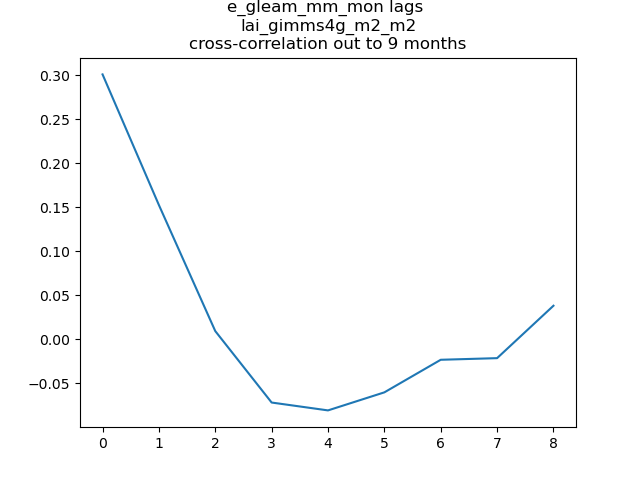 e_gleam_mm_mon lags
lai_gimms4g_m2_m2
cross-correlation out to 9 months
0.30
0.25
0.20
0.15
0.10
0.05
0.00
−0.05
0 1 2 3 4 5 6 7 8